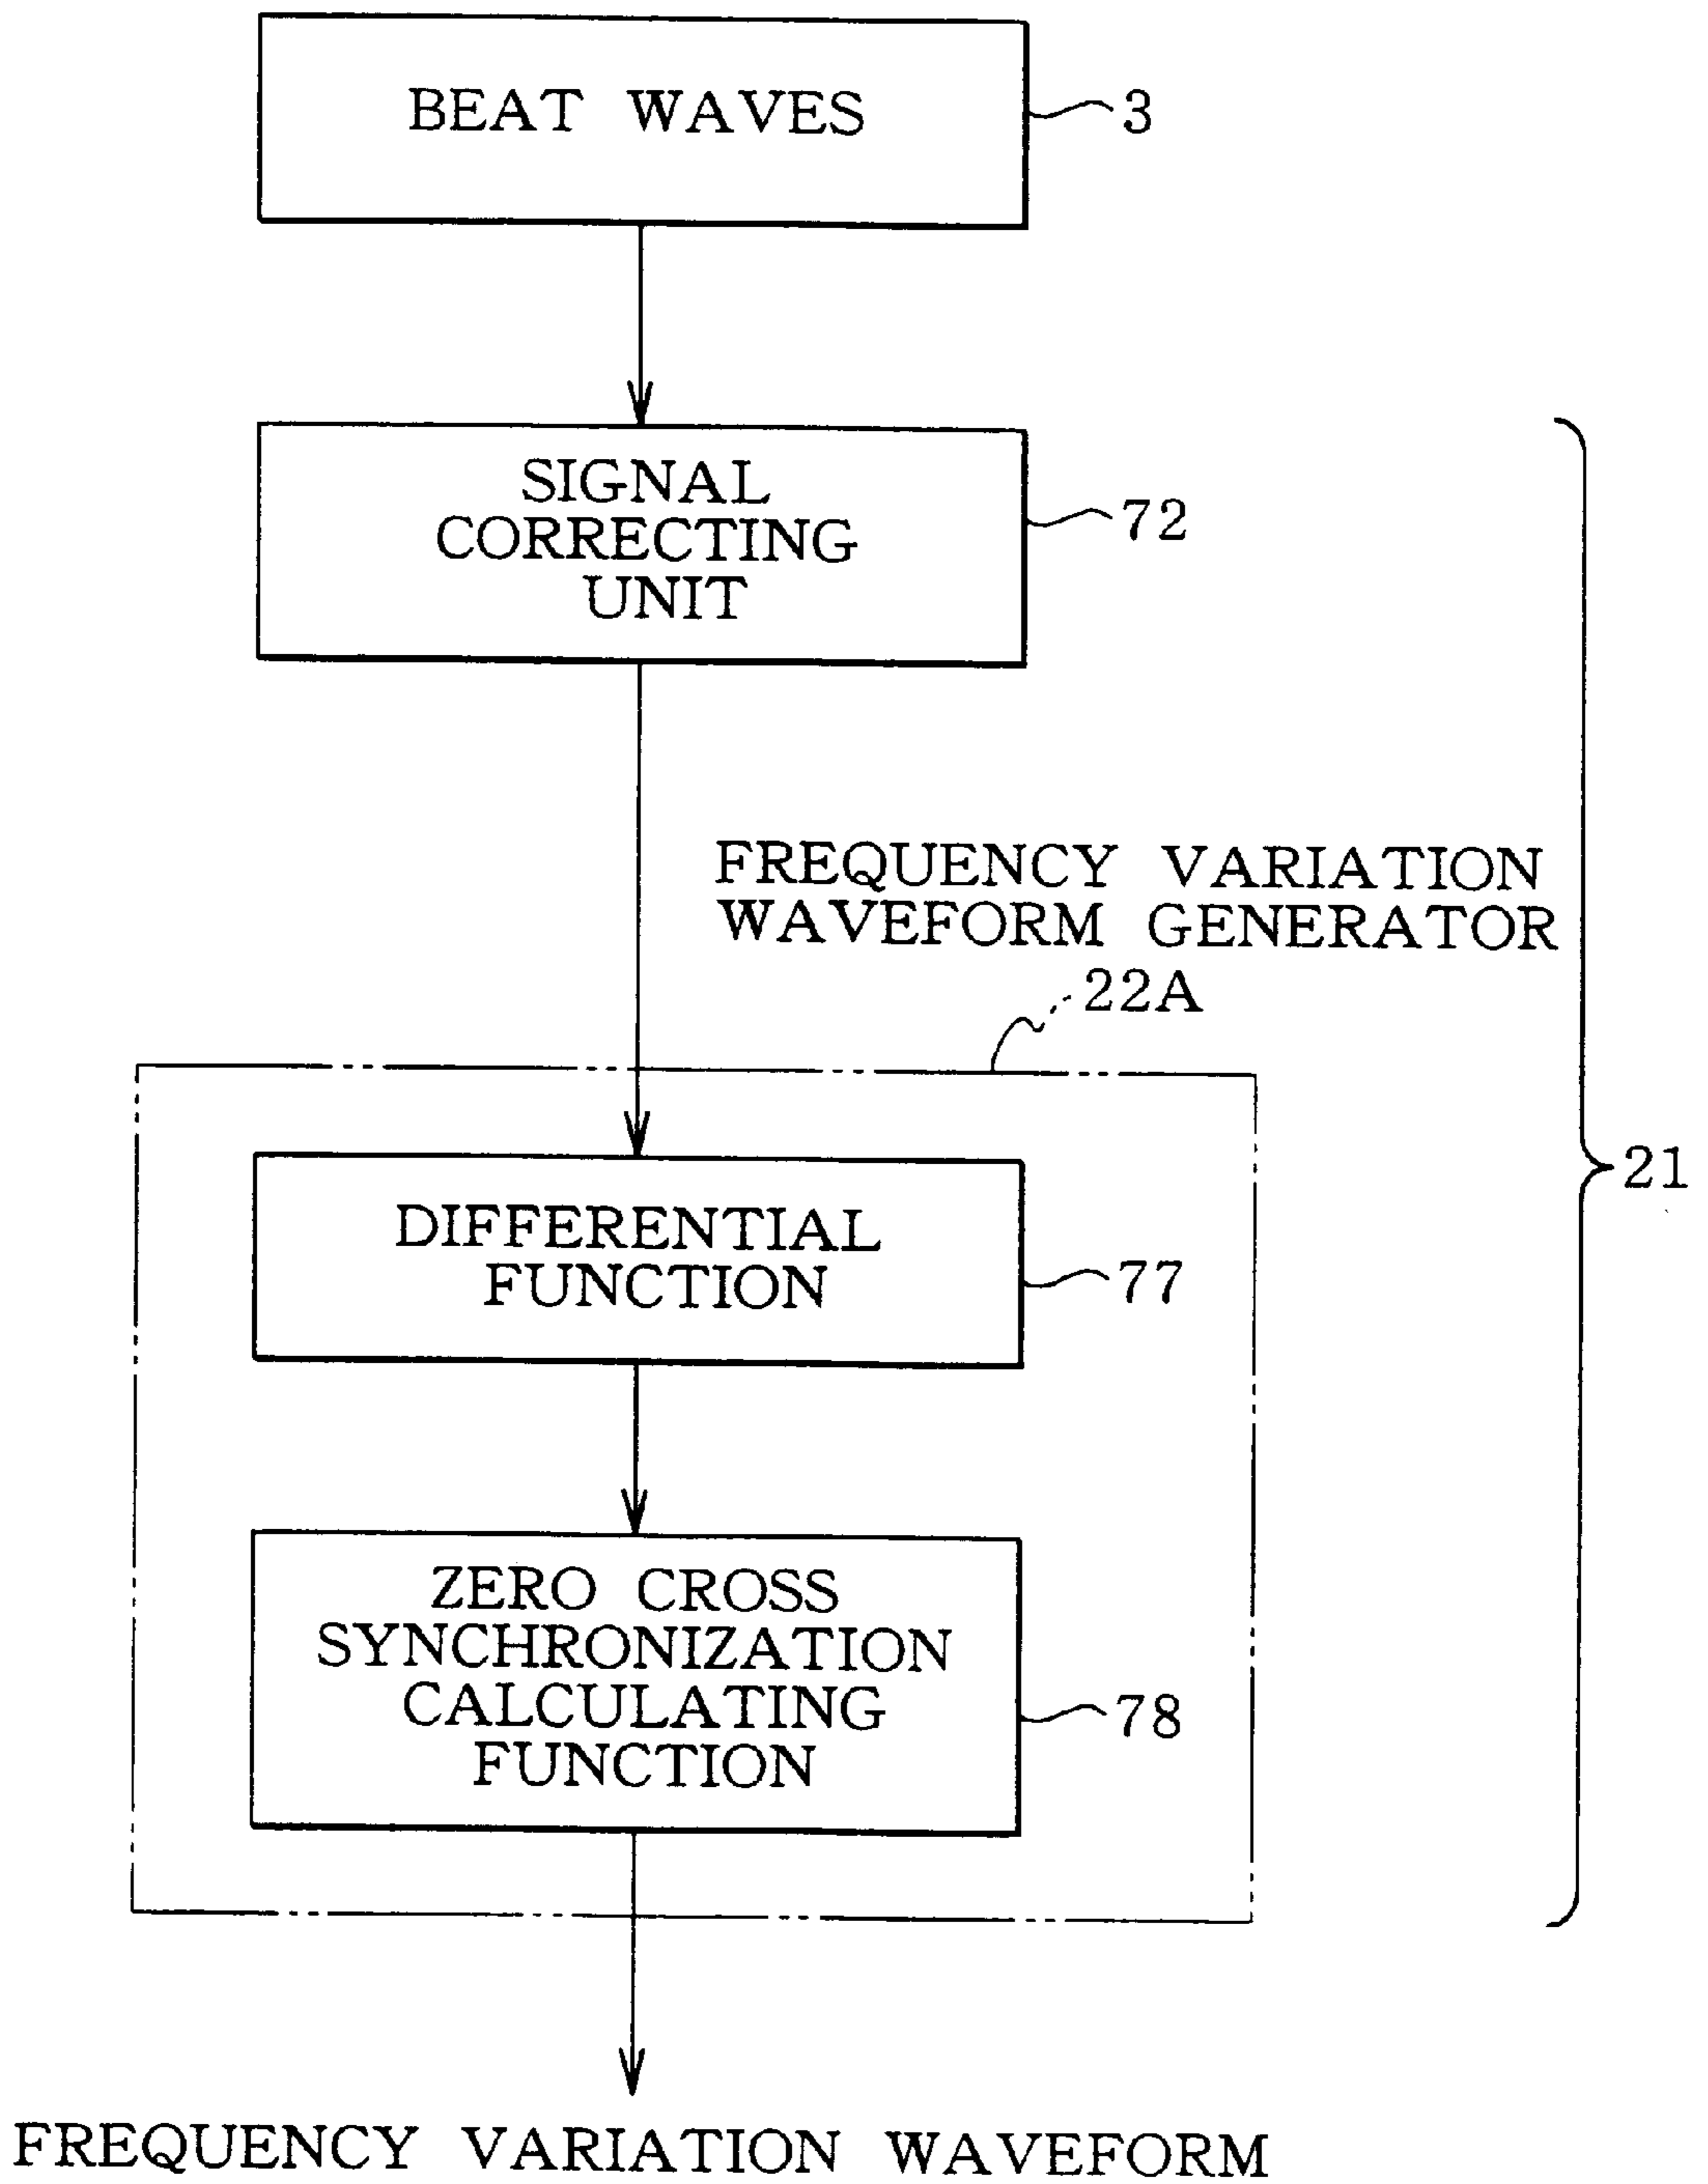 BEAT WAVES
3
SIGNAL
CORRECTING
UNIT
72
FREQUENCY VARIATION
WAVEFORM GENERATOR
22A
21
DIFFERENTIAL
FUNCTION
77
ZERO CROSS
SYNCHRONIZATION
CALCULATING
FUNCTION
78
FREQUENCY VARIATION WAVEFORM